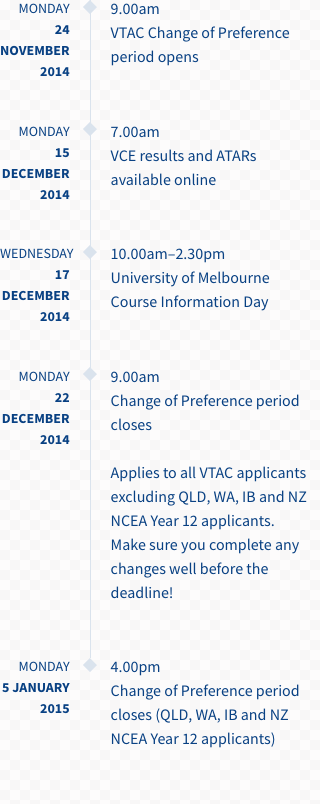 MONDAY
24
NOVEMBER
2014
9.00am
VTAC Change of Preference
period opens
MONDAY
15
DECEMBER
2014
7.00am
VCE results and ATARs
available online
WEDNESDAY
17
DECEMBER
2014
10.00am–2.30pm
University of Melbourne
Course Information Day
MONDAY
22
DECEMBER
2014
9.00am
Change of Preference period
closes
Applies to all VTAC applicants
excluding QLD, WA, IB and NZ
NCEA Year 12 applicants.
Make sure you complete any
changes well before the
deadline!
MONDAY
5 JANUARY
2015
4.00pm
Change of Preference period
closes (QLD, WA, IB and NZ
NCEA Year 12 applicants)